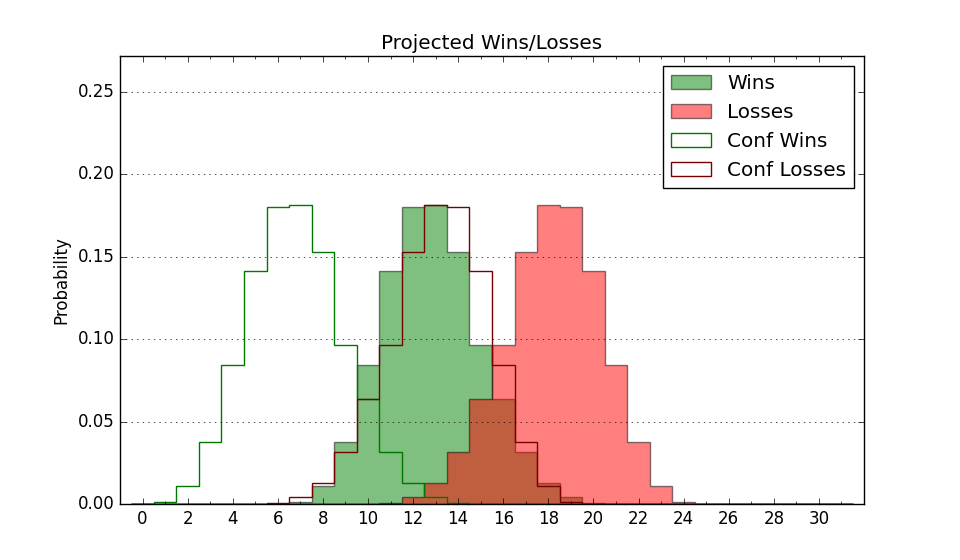 Projected Wins/Losses
Wins
Losses
Conf Wins
Conf Losses
Probability
0.25
0.20
0.15
0.10
0.05
0.00
0 2 4 6 8 10 12 14 16 18 20 22 24 26 28 30